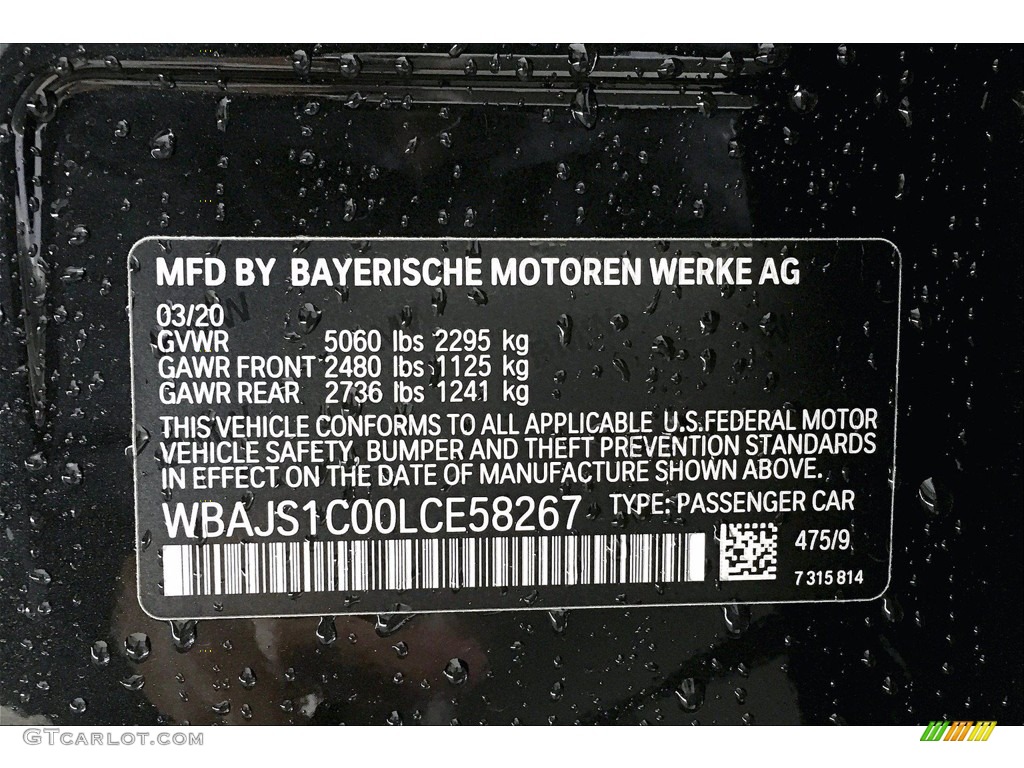 MFD BY BAYERISCHE MOTOREN WERKE AG
03/20
GVWR 5060 lbs 2295 kg
GAWR FRONT 2480 lbs 1125 kg
GAWR REAR 2736 lbs 1241 kg
THIS VEHICLE CONFORMS TO ALL APPLICABLE U.S.FEDERAL MOTOR
VEHICLE SAFETY, BUMPER AND THEFT PREVENTION STANDARDS
IN EFFECT ON THE DATE OF MANUFACTURE SHOWN ABOVE.
WBAJS1C00LCE58267 TYPE: PASSENGER CAR
475/9
7 315 814
GTCARLOT.COM